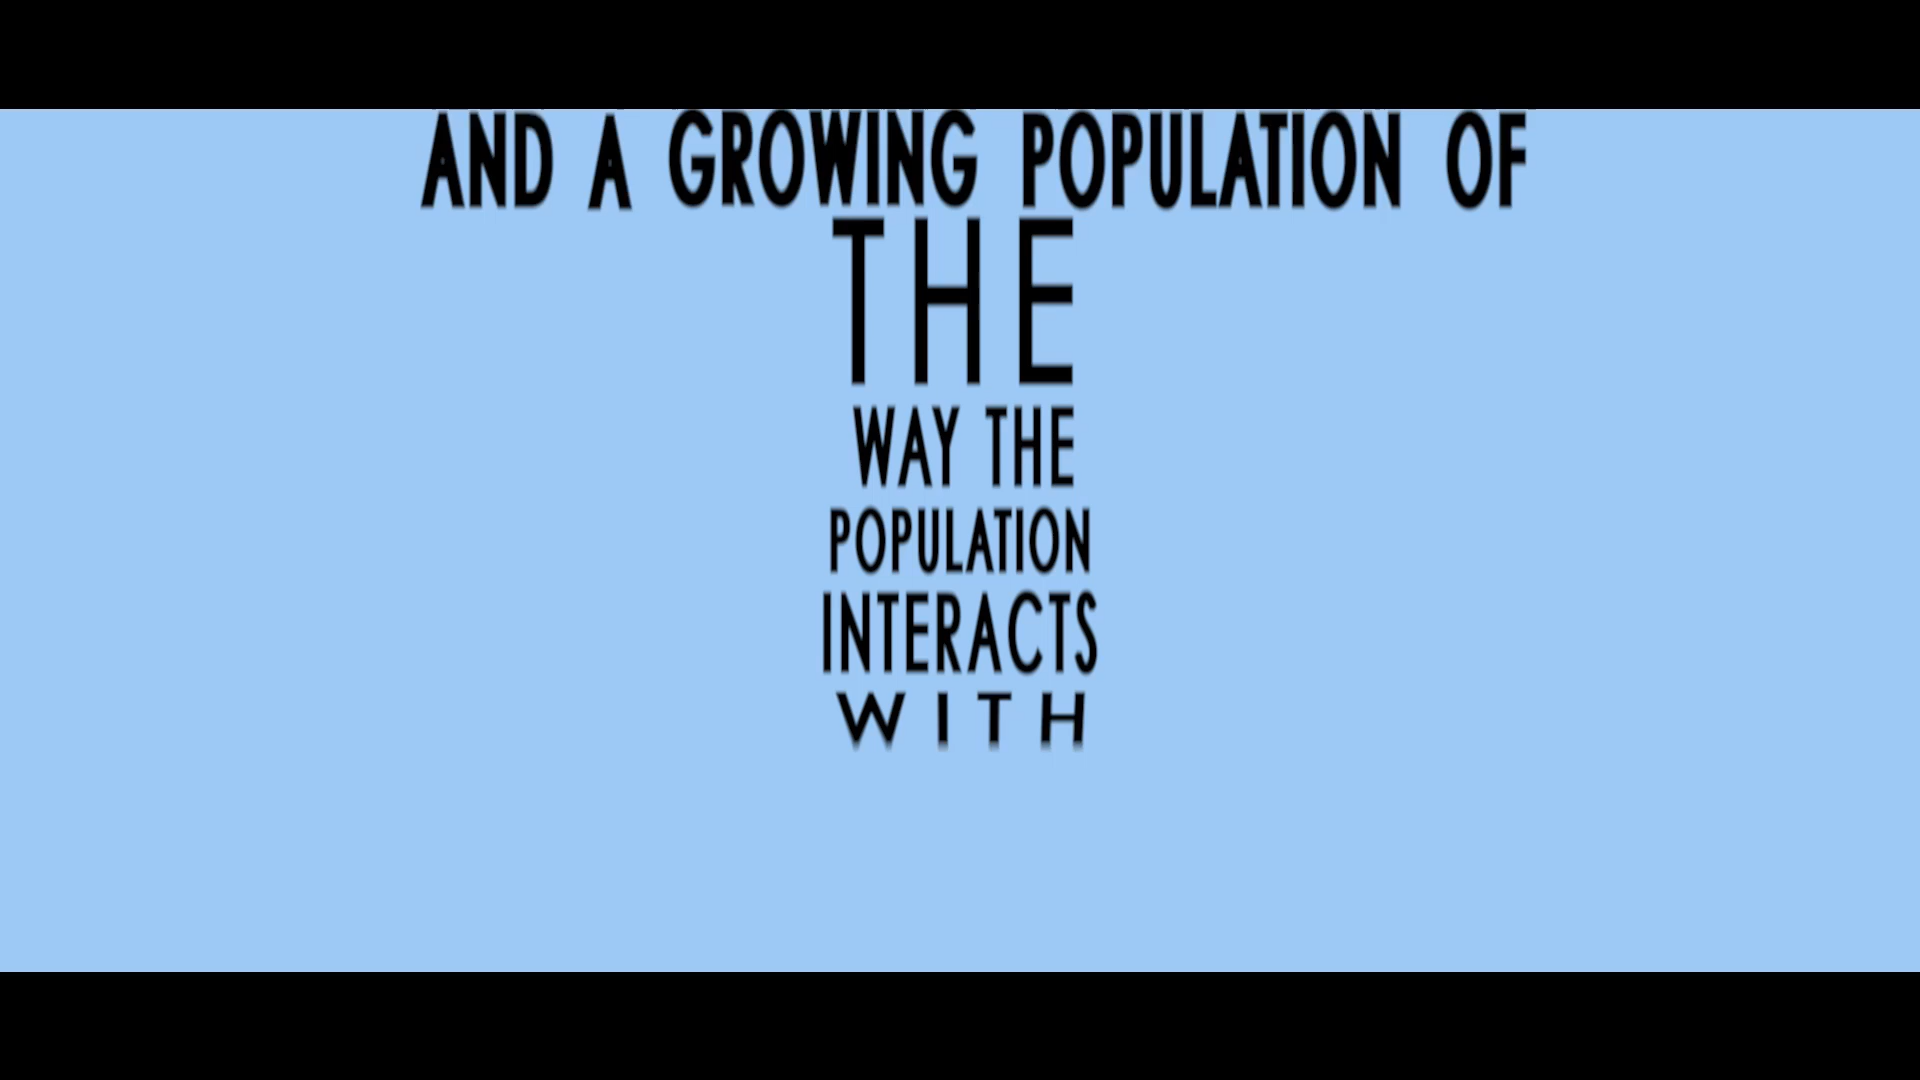 AND A GROWING POPULATION OF
THE
WAY THE
POPULATION
INTERACTS
WITH